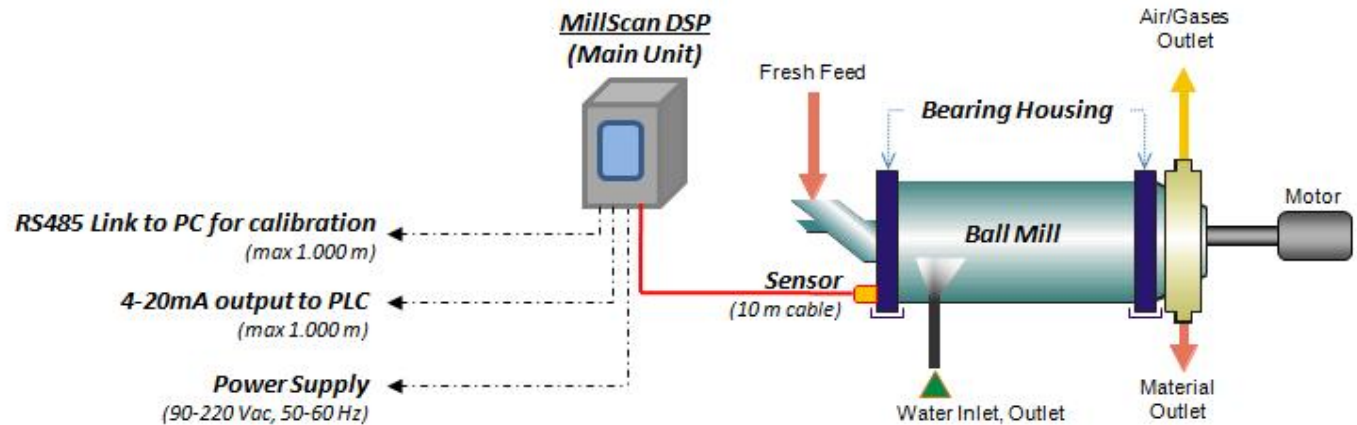 MillScan DSP
(Main Unit)
Air/Gases
Outlet
Fresh Feed
Bearing Housing
Motor
RS485 Link to PC for calibration
(max 1.000 m)
Ball Mill
Sensor
(10 m cable)
4-20mA output to PLC
(max 1.000 m)
Power Supply
(90-220 Vac, 50-60 Hz)
Water Inlet, Outlet
Material
Outlet